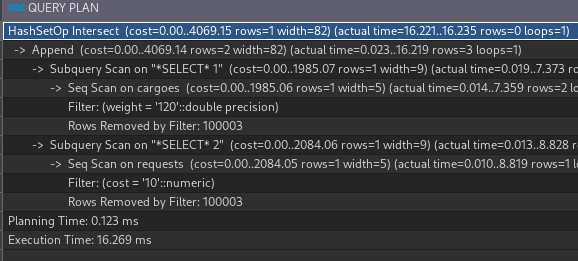 ASC QUERY PLAN
HashSetOp Intersect (cost=0.00..4069.15 rows=1 width=82) (actual time=16.221..16.235 rows=0 loops=1)
-> Append (cost=0.00..4069.14 rows=2 width=82) (actual time=0.023..16.219 rows=3 loops=1)
-> Subquery Scan on "*SELECT* 1" (cost=0.00..1985.07 rows=1 width=9) (actual time=0.019..7.373
-> Seq Scan on cargoes (cost=0.00..1985.06 rows=1 width=5) (actual time=0.014..7.359 rows=2 lo
Filter: (weight = '120'::double precision)
Rows Removed by Filter: 100003
-> Subquery Scan on "*SELECT* 2" (cost=0.00..2084.06 rows=1 width=9) (actual time=0.013..8.828
-> Seq Scan on requests (cost=0.00..2084.05 rows=1 width=5) (actual time=0.010..8.819 rows=1 lo
Filter: (cost = '10'::numeric)
Rows Removed by Filter: 100003
Planning Time: 0.123 ms
Execution Time: 16.269 ms